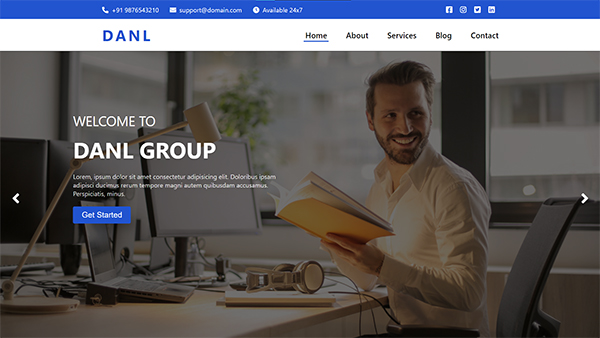 +91 9876543210 support@domain.com Available 24x7
DANL
Home About Services Blog Contact
WELCOME TO
DANL GROUP
Lorem, ipsum dolor sit amet consectetur adipisicing elit. Doloribus ipsam
adipisci ducimus rerum tempore magni autem quibusdam accusamus.
Perspiciatis, minus.
Get Started